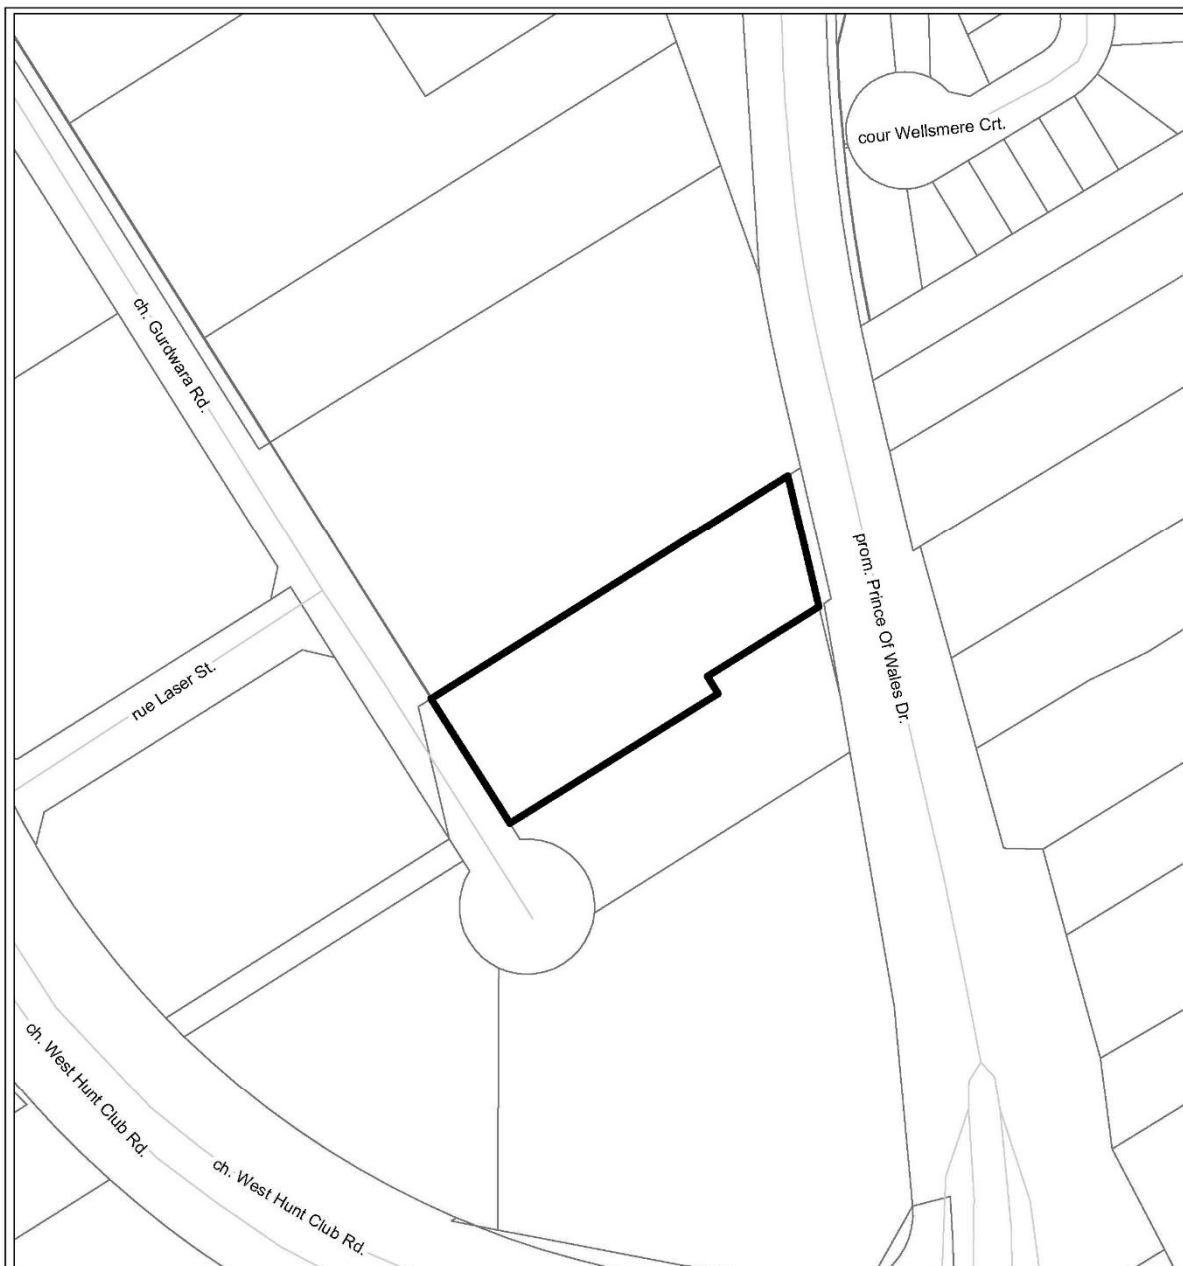 cour Wellsmere Crt.
ch. Gurdwara Rd.
prom. Prince Of Wales Dr.
rue Laser St.
ch. West Hunt Club Rd.
ch. West Hunt Club Rd.